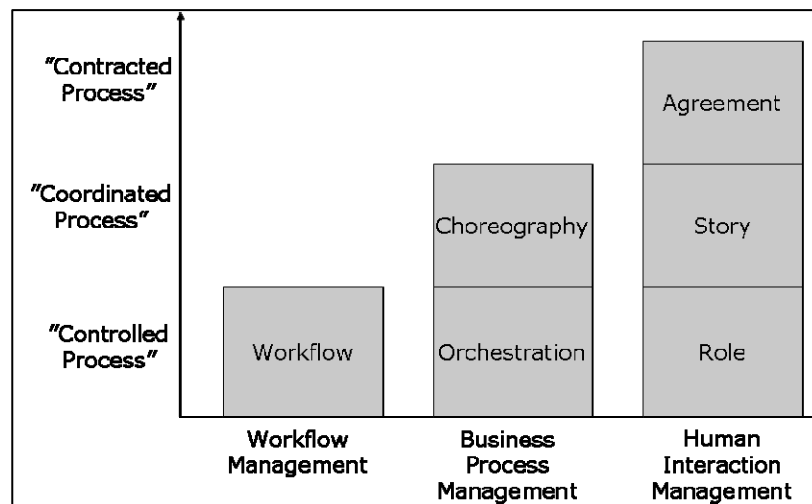 "Contracted
Process"
Agreement
"Coordinated
Process"
Choreography
Story
"Controlled
Process"
Workflow
Orchestration
Role
Workflow
Management
Business
Process
Management
Human
Interaction
Management